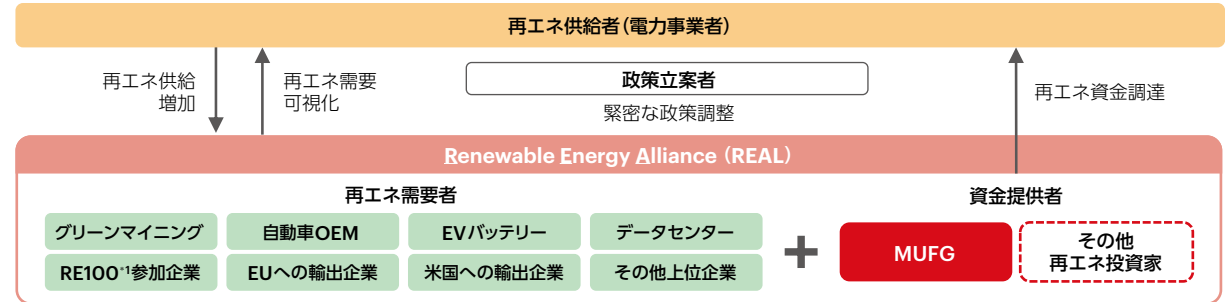 再エネ供給者(電力事業者)
再エネ供給
増加
再エネ需要
可視化
政策立案者
緊密な政策調整
再エネ資金調達
Renewable Energy Alliance (REAL)
再エネ需要者
資金提供者
グリーンマイニング
自動車OEM
EVバッテリー
データセンター
RE100*1参加企業
EUへの輸出企業
米国への輸出企業
その他上位企業
+
MUFG
その他
再エネ投資家